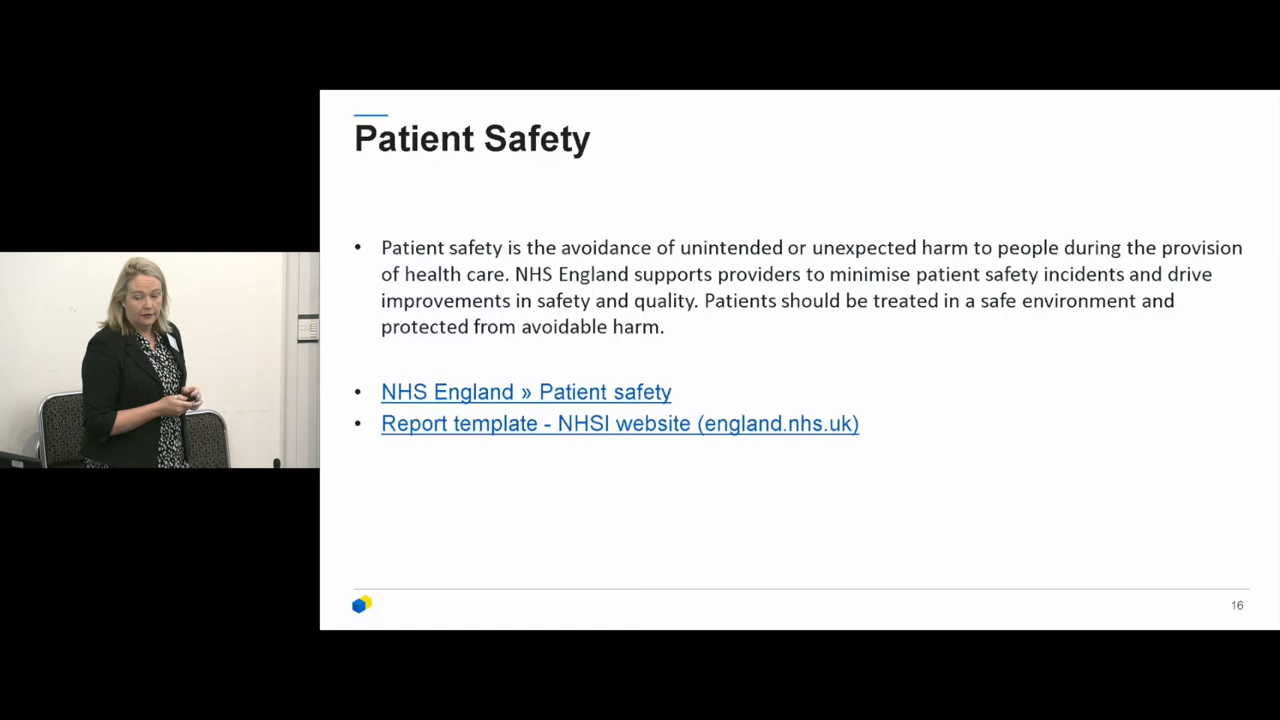 Patient Safety
• Patient safety is the avoidance of unintended or unexpected harm to people during the provision
of health care. NHS England supports providers to minimise patient safety incidents and drive
improvements in safety and quality. Patients should be treated in a safe environment and
protected from avoidable harm.
• NHS England » Patient safety
• Report template - NHSI website (england.nhs.uk)
16